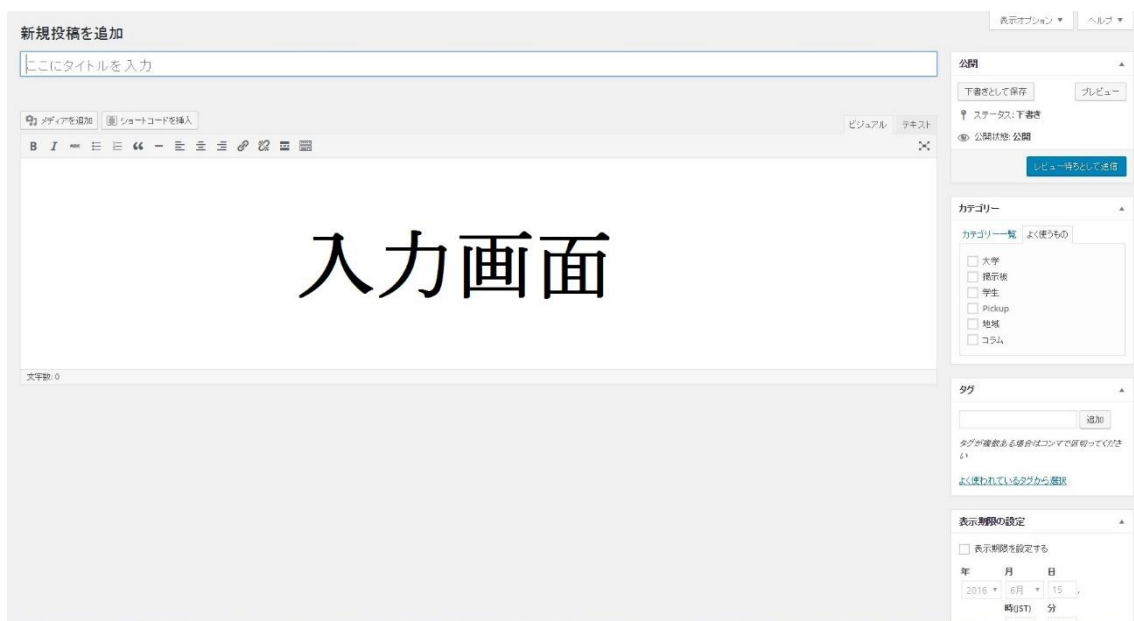 表示オプション ▼ ヘルプ ▼
新規投稿を追加
ここにタイトルを入力
メディアを追加 ショートコードを挿入
ビジュアル テキスト
B I ABC
入力画面
文字数: 0
公開
下書きとして保存 プレビュー
ステータス: 下書き
公開状態: 公開
レビュー待ちとして送信
カテゴリー
カテゴリー一覧 よく使うもの
大学
掲示板
学生
Pickup
地域
コラム
タグ
追加
タグが複数ある場合はコンマで区切ってくださ
い
よく使われているタグから選択
表示期限の設定
表示期限を設定する
年 月 日
2016 ▼ 6月 ▼ 15 ,
時(JST) 分